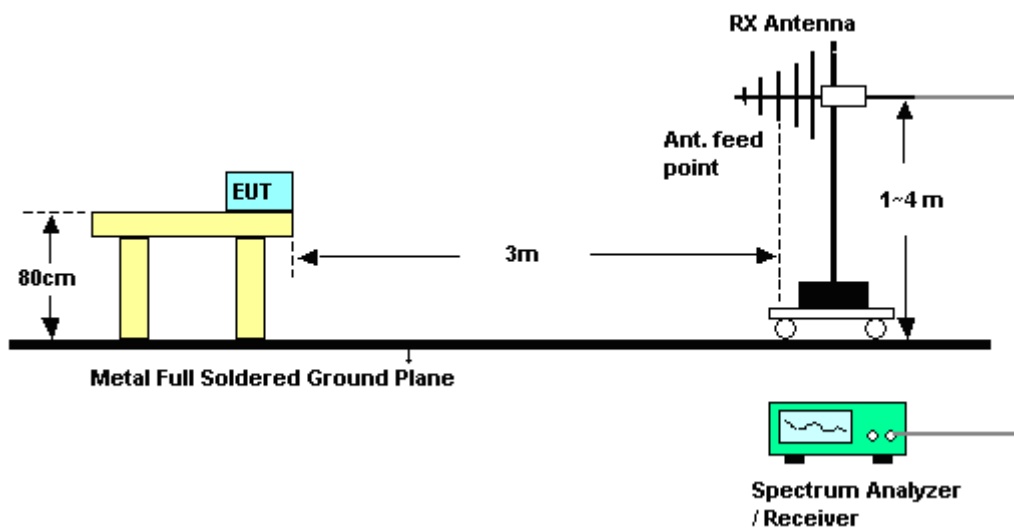 RX Antenna
Ant. feed
point
EUT
1~4 m
3m
80cm
Metal Full Soldered Ground Plane
Spectrum Analyzer
/ Receiver